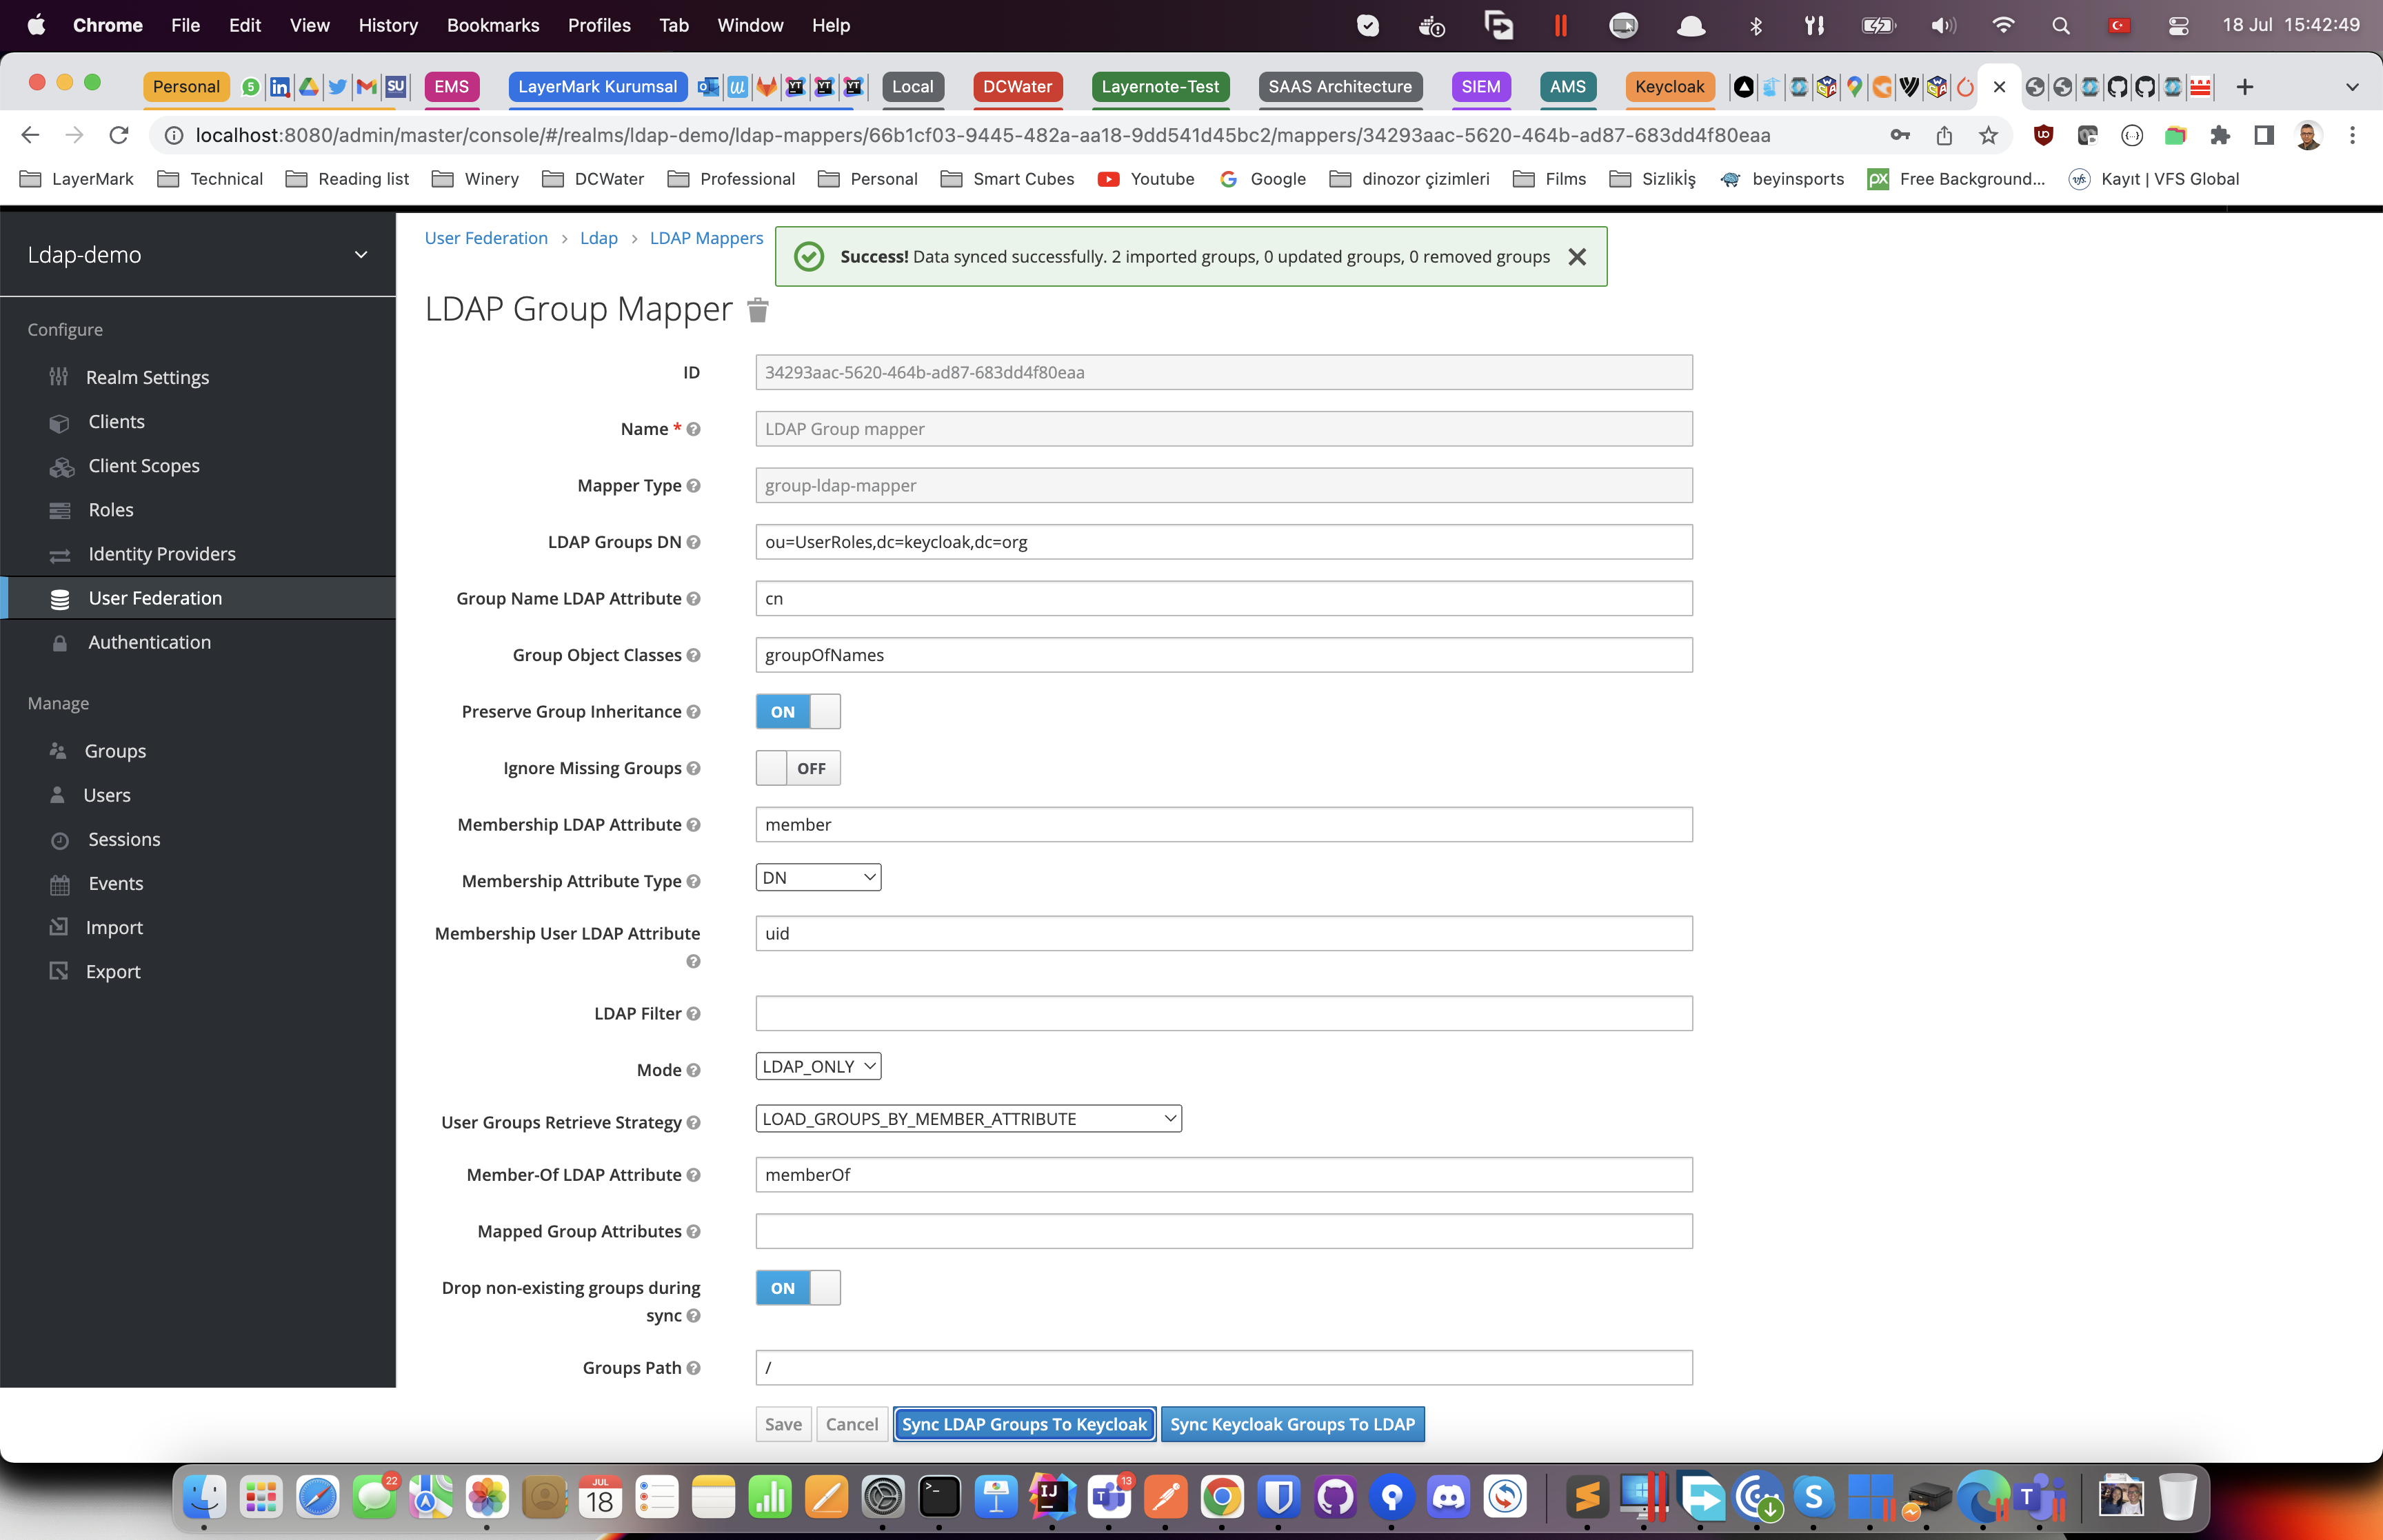 Chrome File Edit View History Bookmarks Profiles Tab Window Help 18 Jul 15:42:49
Personal EMS LayerMark Kurumsal Local DCWater Layernote-Test SAAS Architecture SIEM AMS Keycloak
localhost:8080/admin/master/console/#/realms/ldap-demo/ldap-mappers/66b1cf03-9445-482a-aa18-9dd541d45bc2/mappers/34293aac-5620-464b-ad87-683dd4f80eaa
LayerMark Technical Reading list Winery DCWater Professional Personal Smart Cubes Youtube Google dinozor çizimleri Films Sizlikİş beyinsports Free Background... Kayıt | VFS Global
Ldap-demo
Configure
Realm Settings
Clients
Client Scopes
Roles
Identity Providers
User Federation
Authentication
Manage
Groups
Users
Sessions
Events
Import
Export
User Federation > Ldap > LDAP Mappers
Success! Data synced successfully. 2 imported groups, 0 updated groups, 0 removed groups
LDAP Group Mapper
ID 34293aac-5620-464b-ad87-683dd4f80eaa
Name * LDAP Group mapper
Mapper Type group-ldap-mapper
LDAP Groups DN ou=UserRoles,dc=keycloak,dc=org
Group Name LDAP Attribute cn
Group Object Classes groupOfNames
Preserve Group Inheritance ON
Ignore Missing Groups OFF
Membership LDAP Attribute member
Membership Attribute Type DN
Membership User LDAP Attribute uid
LDAP Filter
Mode LDAP_ONLY
User Groups Retrieve Strategy LOAD_GROUPS_BY_MEMBER_ATTRIBUTE
Member-Of LDAP Attribute memberOf
Mapped Group Attributes
Drop non-existing groups during sync ON
Groups Path /
Save Cancel Sync LDAP Groups To Keycloak Sync Keycloak Groups To LDAP
22 JUL 18 13